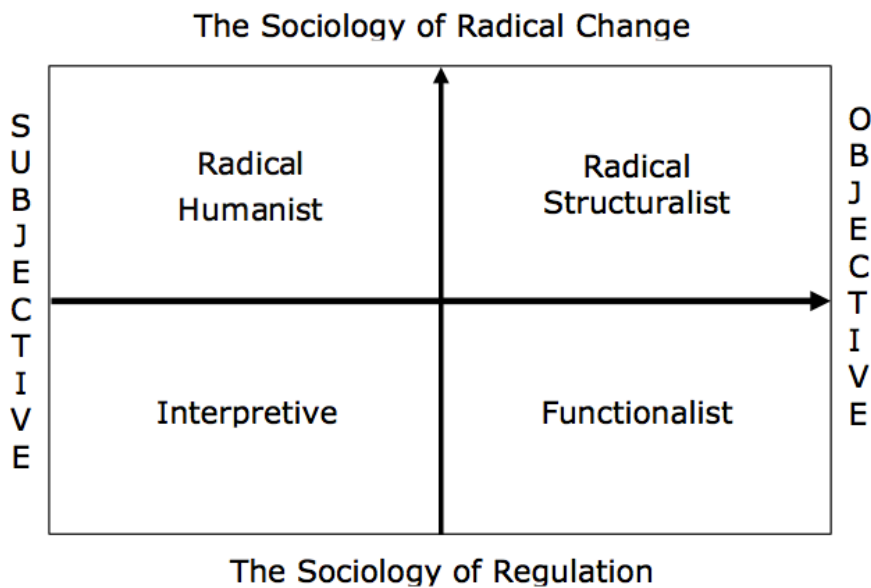 The Sociology of Radical Change
SUBJECTIVE
Radical
Humanist
Radical
Structuralist
OBJECTIVE
Interpretive
Functionalist
The Sociology of Regulation